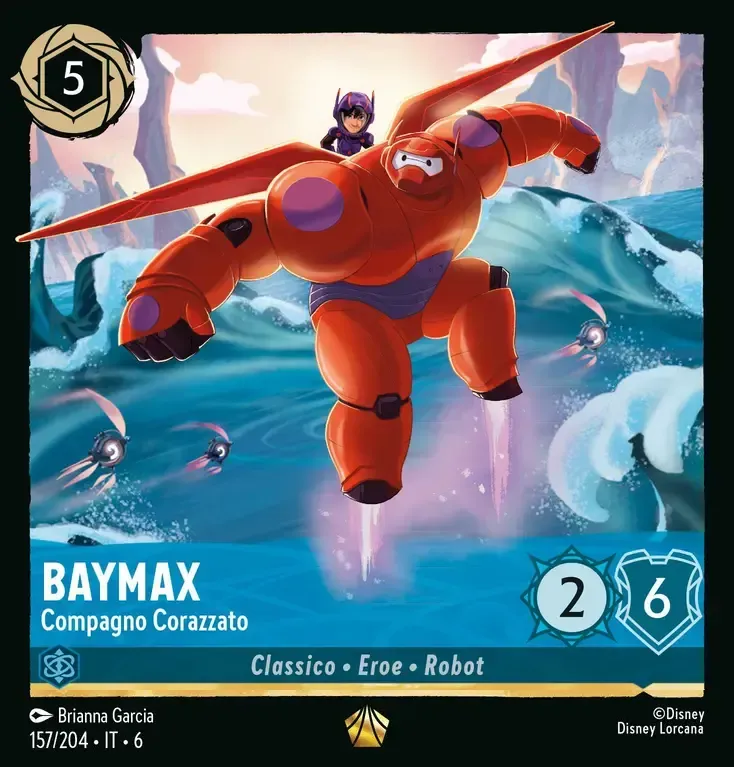 5
BAYMAX
Compagno Corazzato
2
6
Classico • Eroe • Robot
Brianna Garcia
157/204 • IT • 6
©Disney
Disney Lorcana